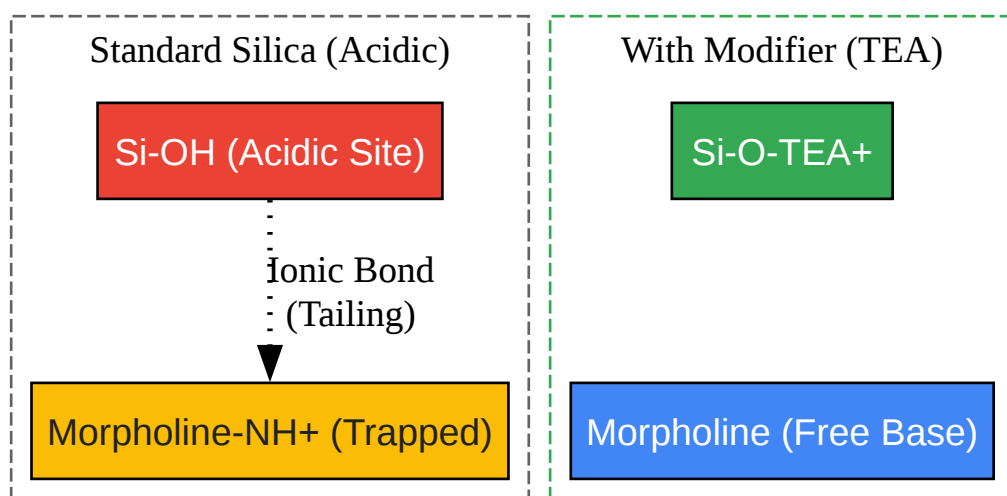 Standard Silica (Acidic)
Si-OH (Acidic Site)
Ionic Bond
(Tailing)
Morpholine-NH+ (Trapped)
With Modifier (TEA)
Si-O-TEA+
Morpholine (Free Base)